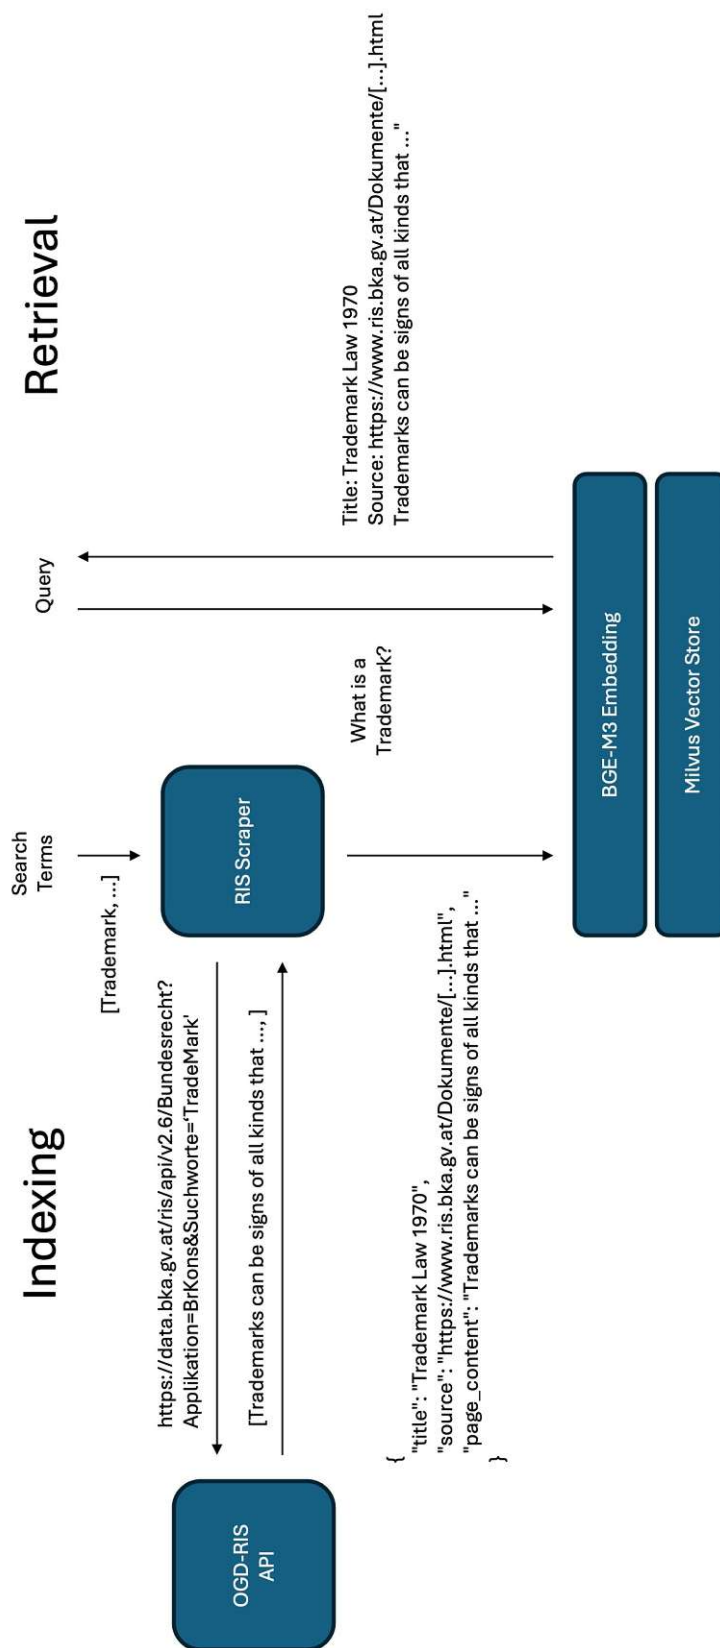 Indexing
Retrieval
Search
Terms
Query
[Trademark, ...]
https://data.bka.gv.at/ris/api/v2.6/Bundesrecht?
Applikation=BrKons&Suchworte='TradeMark'
RIS Scraper
OGD-RIS
API
[Trademarks can be signs of all kinds that ..., ]
What is a
Trademark?
Title: Trademark Law 1970
Source: https://www.ris.bka.gv.at/Dokumente/[...].html
Trademarks can be signs of all kinds that ..."
{
"title": "Trademark Law 1970",
"source": "https://www.ris.bka.gv.at/Dokumente/[...].html",
"page_content": "Trademarks can be signs of all kinds that ..."
}
BGE-M3 Embedding
Milvus Vector Store